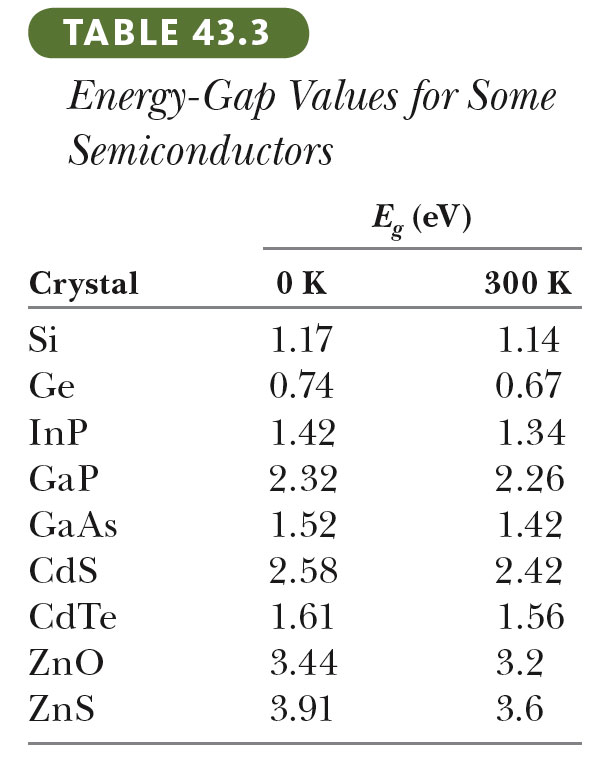 TABLE 43.3
Energy-Gap Values for Some
Semiconductors
E_g (eV)
Crystal 0 K 300 K
Si 1.17 1.14
Ge 0.74 0.67
InP 1.42 1.34
GaP 2.32 2.26
GaAs 1.52 1.42
CdS 2.58 2.42
CdTe 1.61 1.56
ZnO 3.44 3.2
ZnS 3.91 3.6